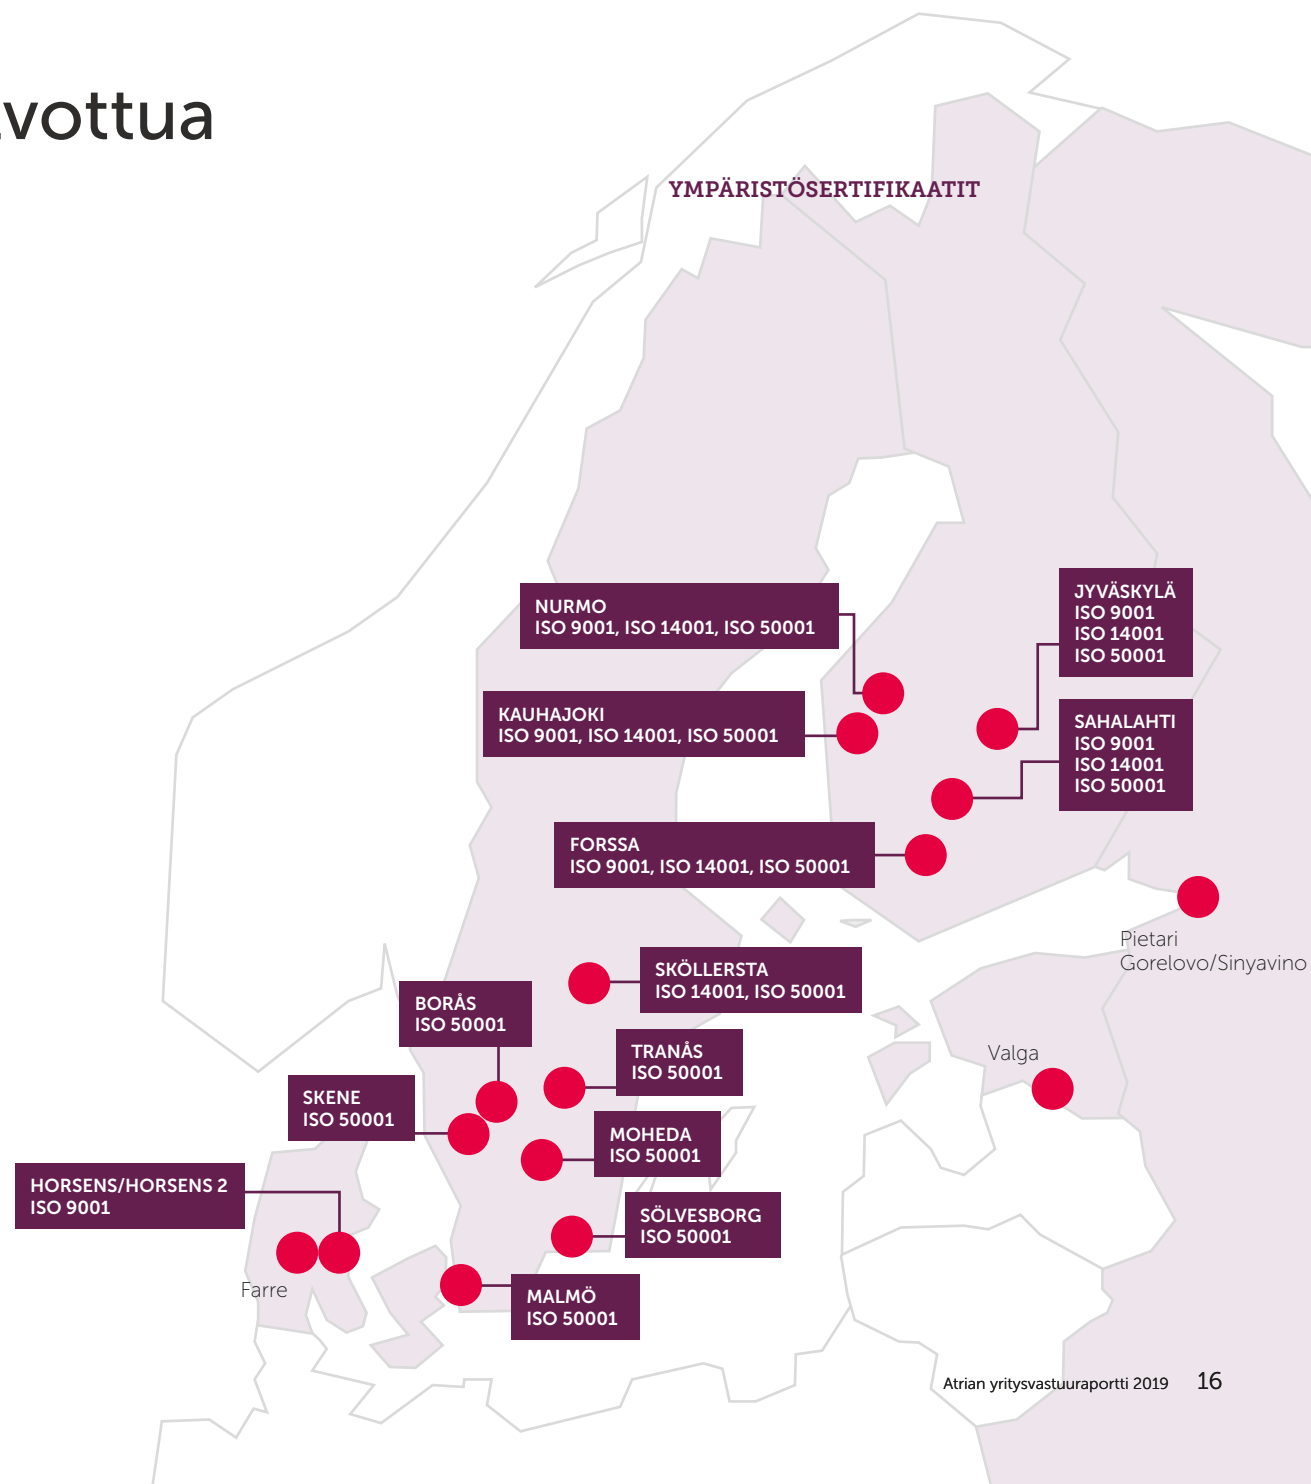 vottua
YMPÄRISTÖSERTIFIKAATIT
NURMO
ISO 9001, ISO 14001, ISO 50001
JYVÄSKYLÄ
ISO 9001
ISO 14001
ISO 50001
KAUHAJOKI
ISO 9001, ISO 14001, ISO 50001
SAHALAHTI
ISO 9001
ISO 14001
ISO 50001
FORSSA
ISO 9001, ISO 14001, ISO 50001
Pietari
Gorelovo/Sinyavino
SKÖLLERSTA
ISO 14001, ISO 50001
BORÅS
ISO 50001
TRANÅS
ISO 50001
Valga
SKENE
ISO 50001
MOHEDA
ISO 50001
HORSENS/HORSENS 2
ISO 9001
SÖLVESBORG
ISO 50001
Farre
MALMÖ
ISO 50001
Atrian yritysvastuuraportti 2019 16